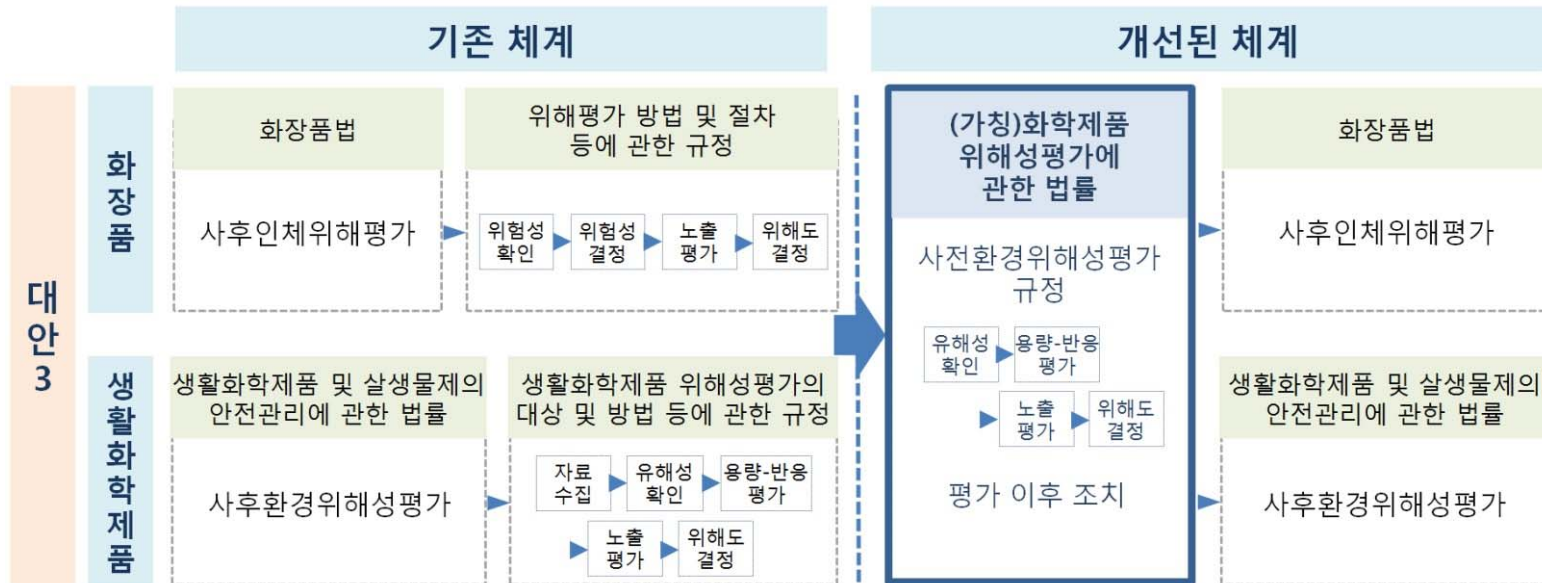 기존 체계
개선된 체계
대
안
3
화
장
품
화장품법
사후인체위해평가
위해평가 방법 및 절차
등에 관한 규정
위험성
확인
위험성
결정
노출
평가
위해도
결정
(가칭)화학제품
위해성평가에
관한 법률
사전환경위해성평가
규정
유해성
확인
용량-반응
평가
노출
평가
위해도
결정
평가 이후 조치
화장품법
사후인체위해평가
생
활
화
학
제
품
생활화학제품 및 살생물제의
안전관리에 관한 법률
사후환경위해성평가
생활화학제품 위해성평가의
대상 및 방법 등에 관한 규정
자료
수집
유해성
확인
용량-반응
평가
노출
평가
위해도
결정
생활화학제품 및 살생물제의
안전관리에 관한 법률
사후환경위해성평가